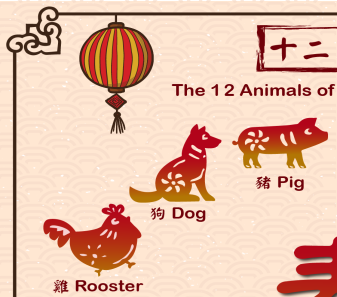 十二
The 12 Animals of
豬 Pig
狗 Dog
雞 Rooster